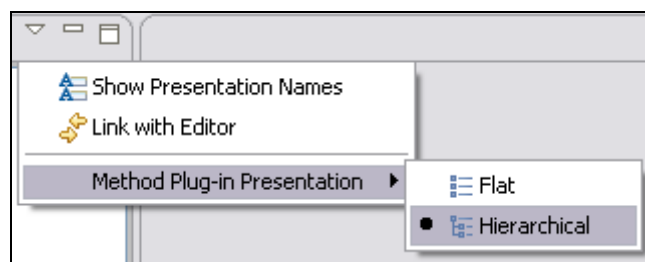 Show Presentation Names
Link with Editor
Method Plug-in Presentation
Flat
Hierarchical